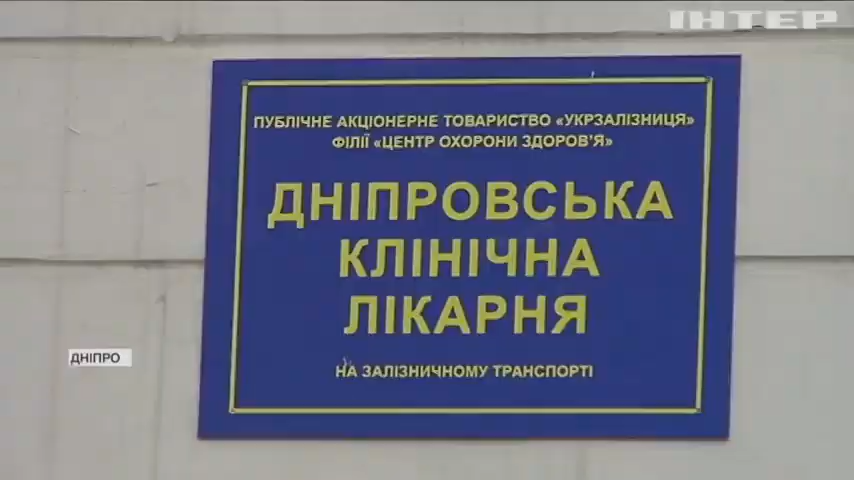 ІНТЕР
ПУБЛІЧНЕ АКЦІОНЕРНЕ ТОВАРИСТВО «УКРЗАЛІЗНИЦЯ»
ФІЛІЇ «ЦЕНТР ОХОРОНИ ЗДОРОВ'Я»
ДНІПРОВСЬКА
КЛІНІЧНА
ЛІКАРНЯ
НА ЗАЛІЗНИЧНОМУ ТРАНСПОРТІ
ДНІПРО